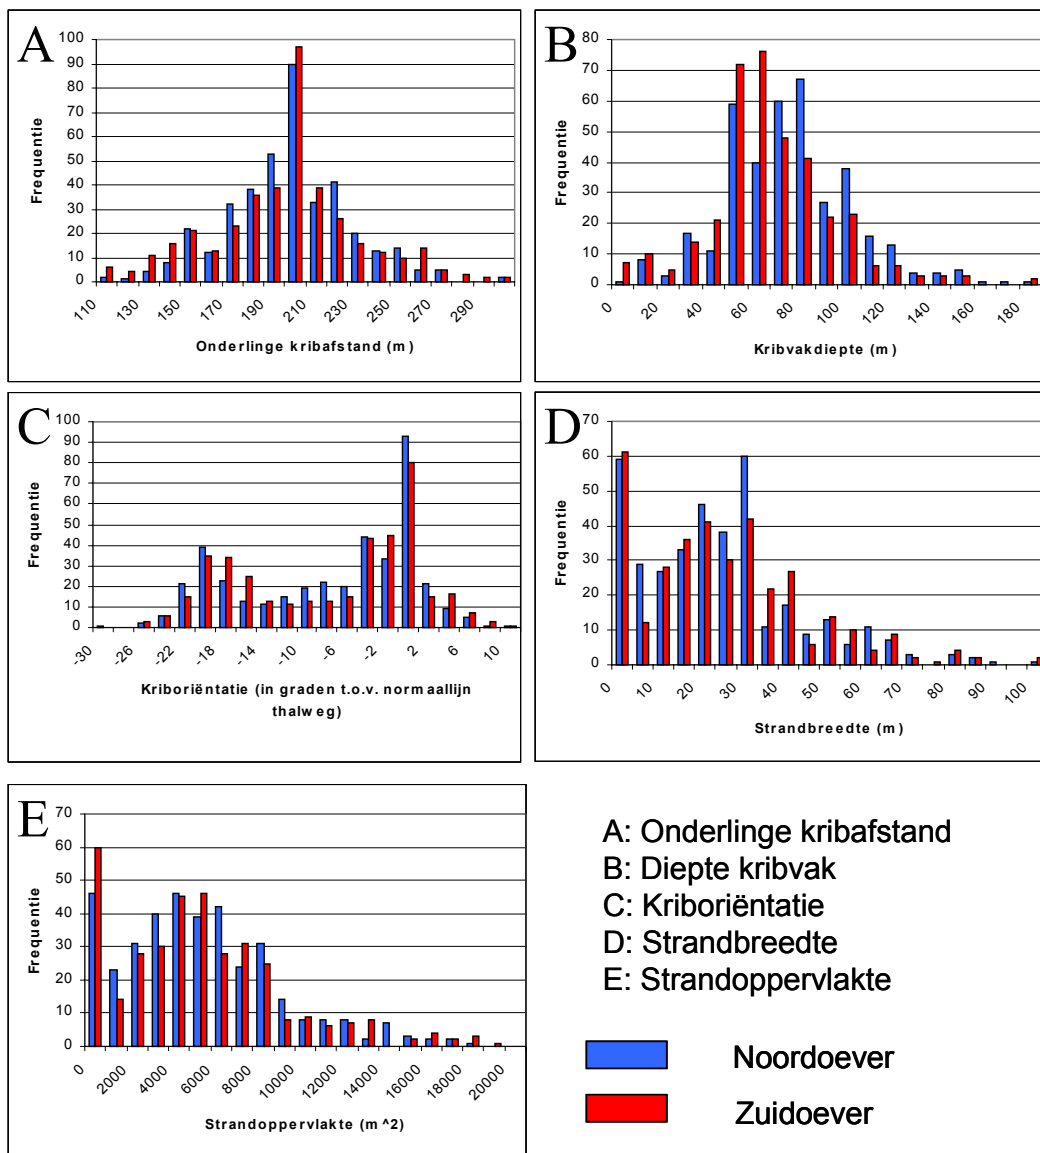 A
100
90
80
70
60
50
40
30
20
10
0
Frequentie
110 130 150 170 190 210 230 250 270 290
Onderlinge kribafstand (m)
B
80
70
60
50
40
30
20
10
0
Frequentie
0 20 40 60 80 100 120 140 160 180
Kribvakdiepte (m)
C
100
90
80
70
60
50
40
30
20
10
0
Frequentie
-30 -26 -22 -18 -14 -10 -6 -2 2 6 10
Kriboriëntatie (in graden t.o.v. normaallijn
thalweg)
D
70
60
50
40
30
20
10
0
Frequentie
0 10 20 30 40 50 60 70 80 90 100
Strandbreedte (m)
E
70
60
50
40
30
20
10
0
Frequentie
0 2000 4000 6000 8000 10000 12000 14000 16000 18000 20000
Strandoppervlakte (m^2)
A: Onderlinge kribafstand
B: Diepte kribvak
C: Kriboriëntatie
D: Strandbreedte
E: Strandoppervlakte
Noordoever
Zuidoever